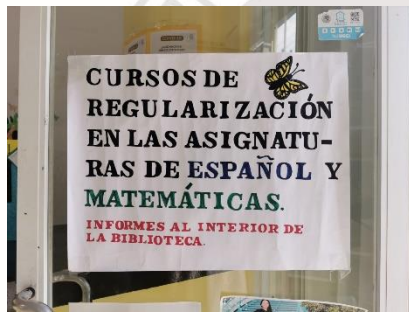 CURSOS DE
REGULARIZACIÓN
EN LAS ASIGNATU-
RAS DE ESPAÑOL Y
MATEMÁTICAS.
INFORMES AL INTERIOR DE
LA BIBLIOTECA.